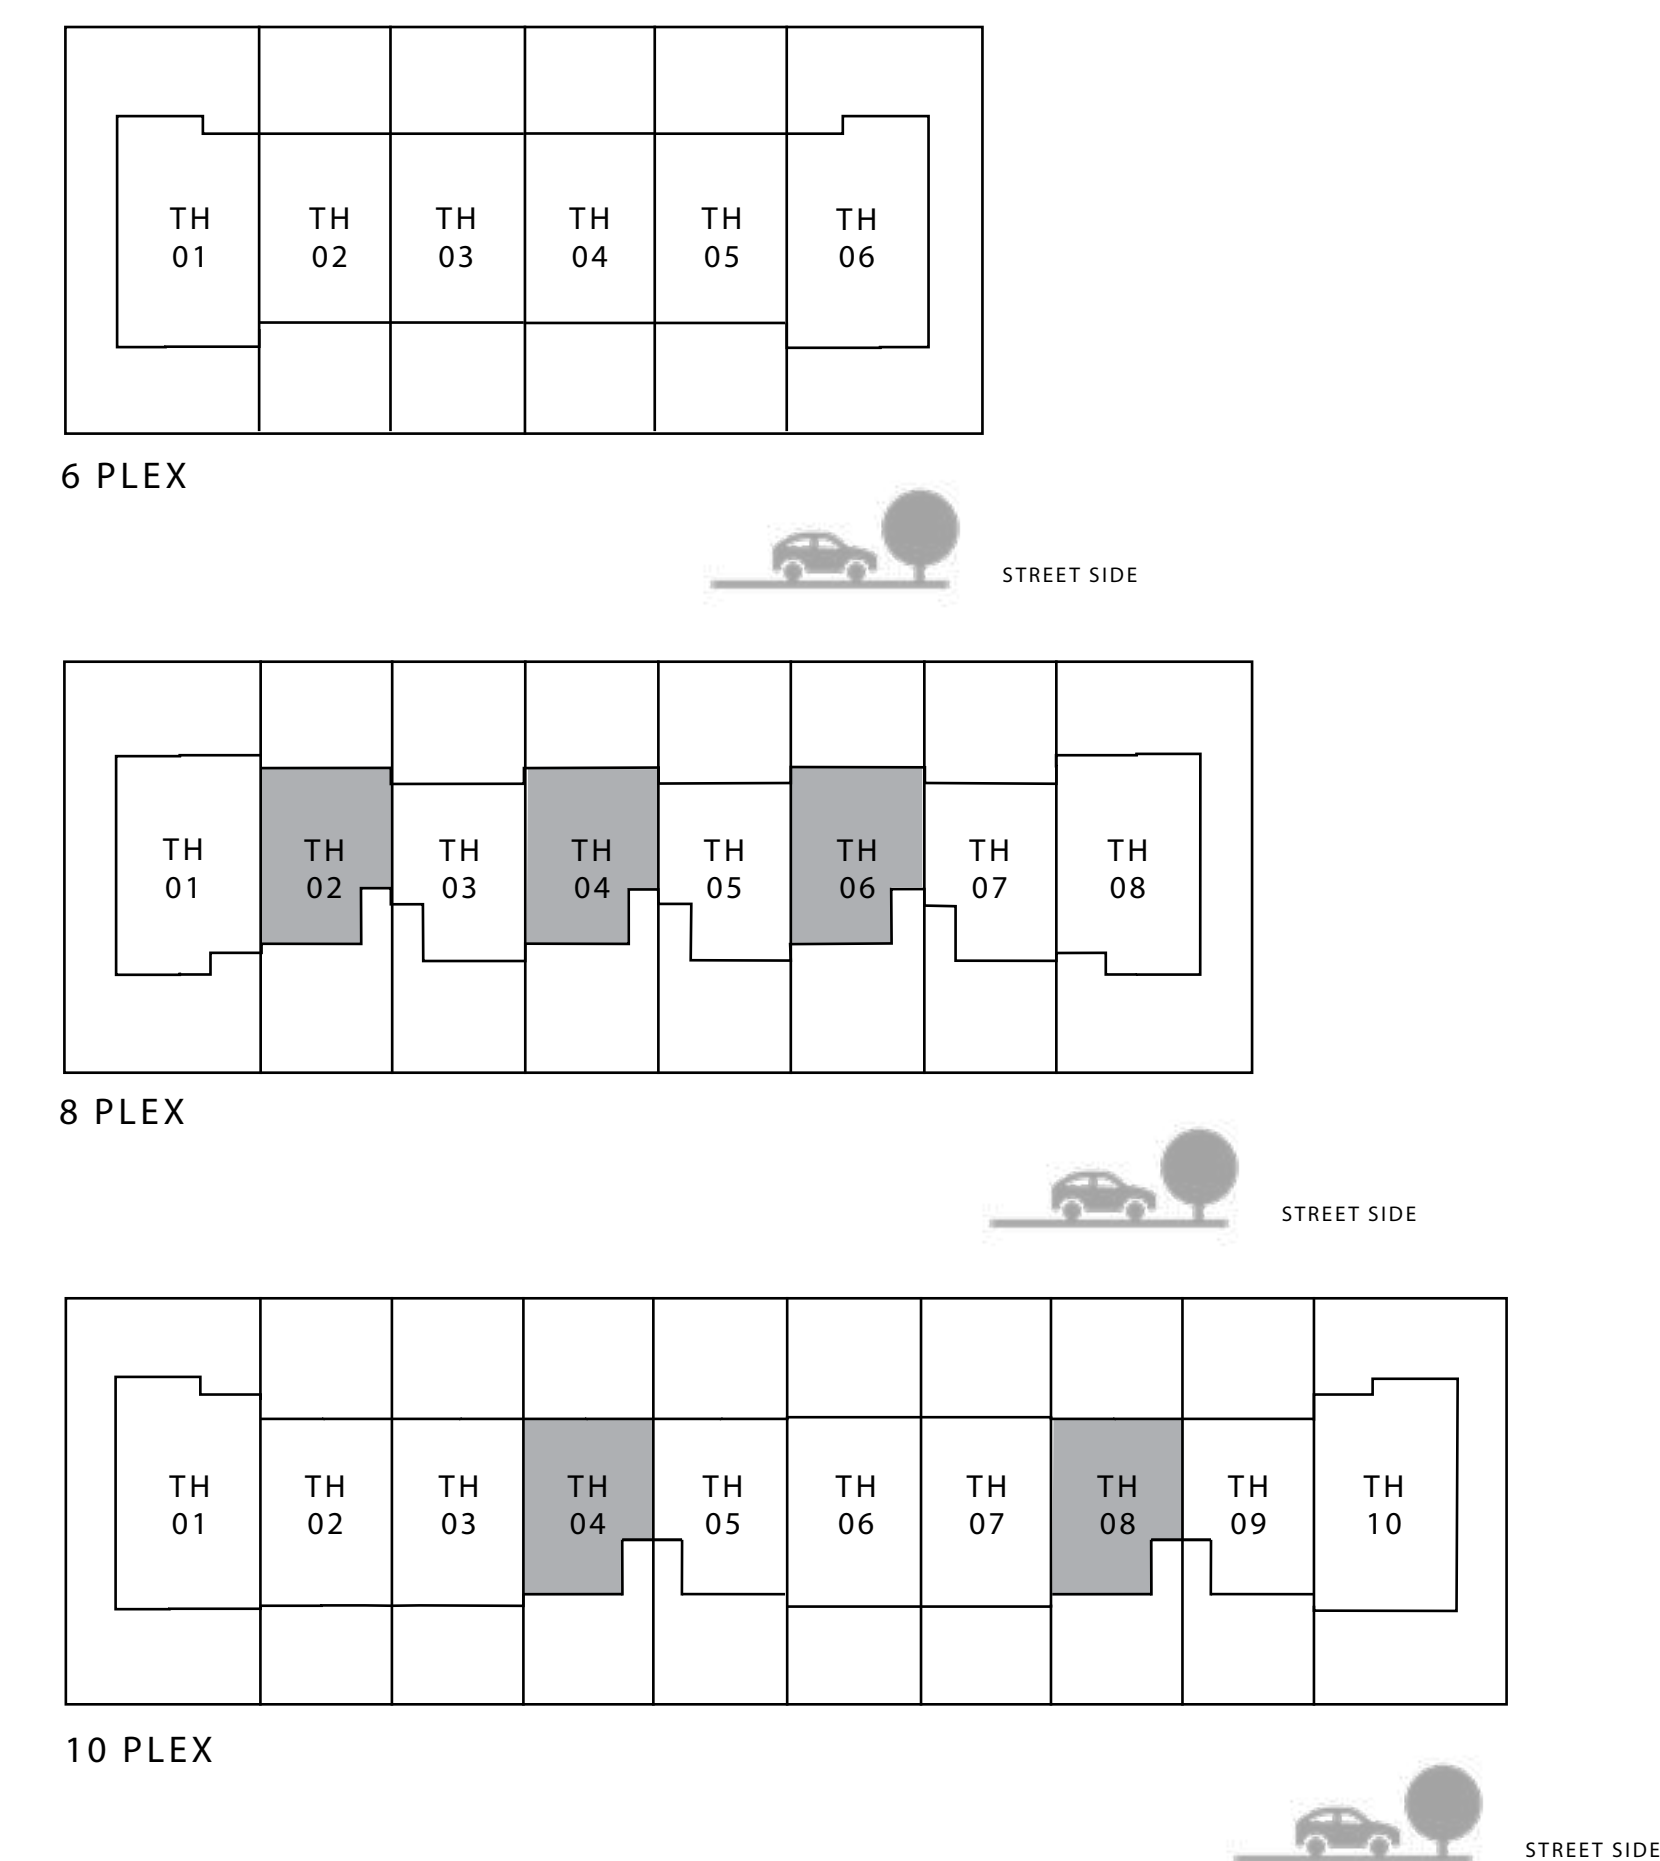 TH TH TH TH TH TH
01 02 03 04 05 06
6 PLEX
STREET SIDE
TH TH TH TH TH TH TH TH
01 02 03 04 05 06 07 08
8 PLEX
STREET SIDE
TH TH TH TH TH TH TH TH TH TH
01 02 03 04 05 06 07 08 09 10
10 PLEX
STREET SIDE